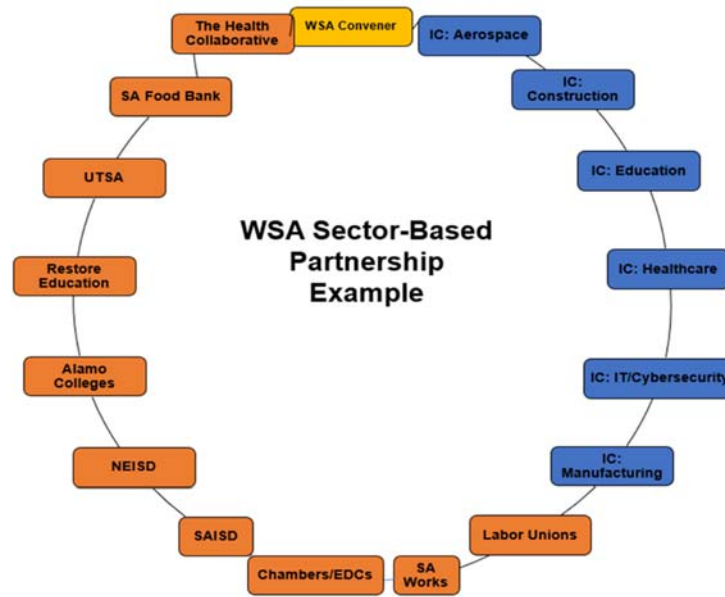 WSA Convener
IC: Aerospace
IC:
Construction
IC: Education
IC: Healthcare
IC: IT/Cybersecurity
IC:
Manufacturing
Labor Unions
SA
Works
Chambers/EDCs
SAISD
NEISD
Alamo
Colleges
Restore
Education
UTSA
SA Food Bank
The Health
Collaborative
WSA Sector-Based
Partnership
Example